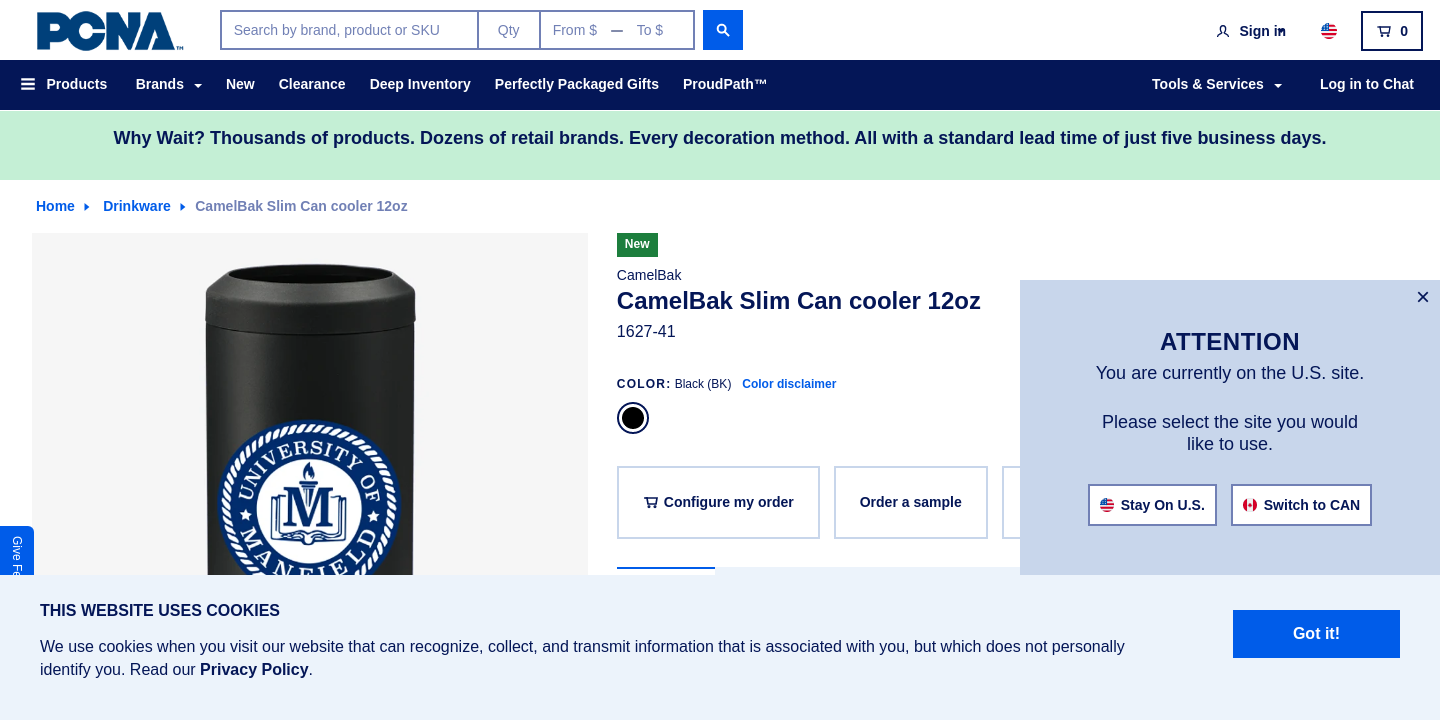 PCNA™
Search by brand, product or SKU
Qty
From $ — To $
Sign in
0
Products
Brands
New
Clearance
Deep Inventory
Perfectly Packaged Gifts
ProudPath™
Tools & Services
Log in to Chat
Why Wait? Thousands of products. Dozens of retail brands. Every decoration method. All with a standard lead time of just five business days.
Home
Drinkware
CamelBak Slim Can cooler 12oz
New
CamelBak
CamelBak Slim Can cooler 12oz
1627-41
COLOR: Black (BK) Color disclaimer
Configure my order
Order a sample
UNIVERSITY OF
M
MANFIELD
Give Fe
×
ATTENTION
You are currently on the U.S. site.
Please select the site you would
like to use.
Stay On U.S.
Switch to CAN
THIS WEBSITE USES COOKIES
We use cookies when you visit our website that can recognize, collect, and transmit information that is associated with you, but which does not personally
identify you. Read our Privacy Policy.
Got it!